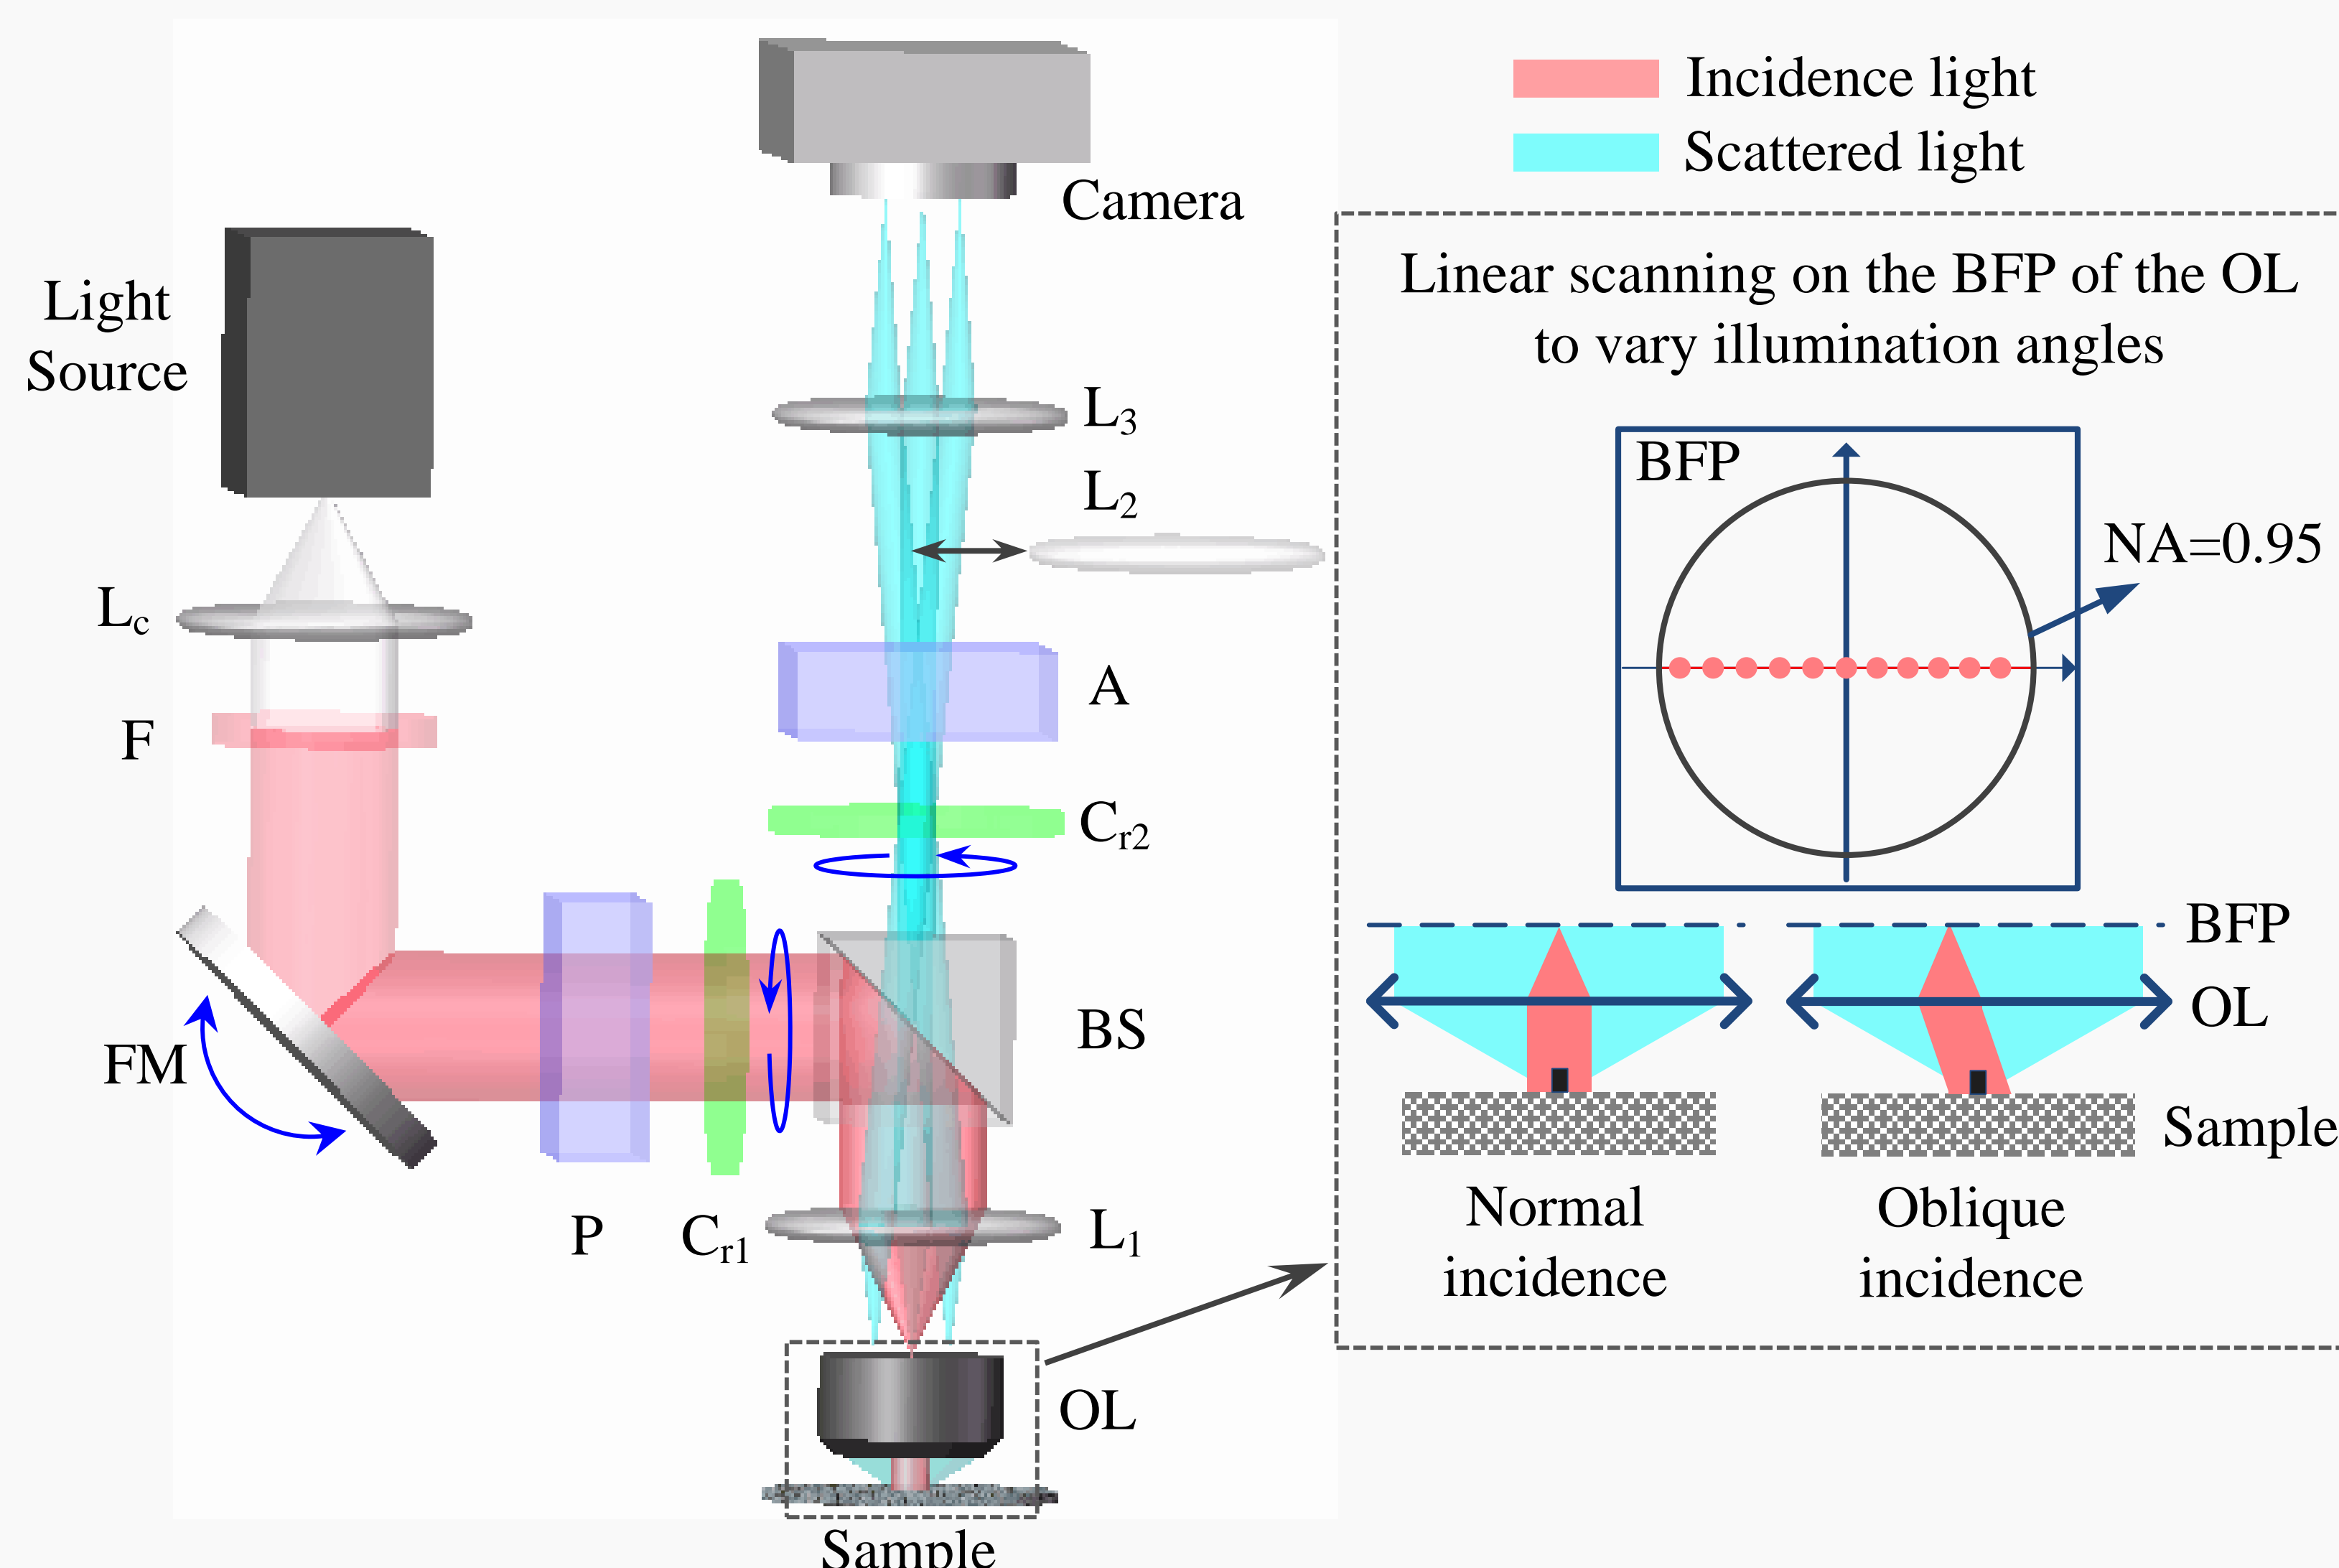 Camera
Light
Source
L3
L2
Lc
A
F
Cr2
FM
BS
P
Cr1
L1
OL
Sample
Incidence light
Scattered light
Linear scanning on the BFP of the OL
to vary illumination angles
BFP
NA=0.95
BFP
OL
Sample
Normal
incidence
Oblique
incidence